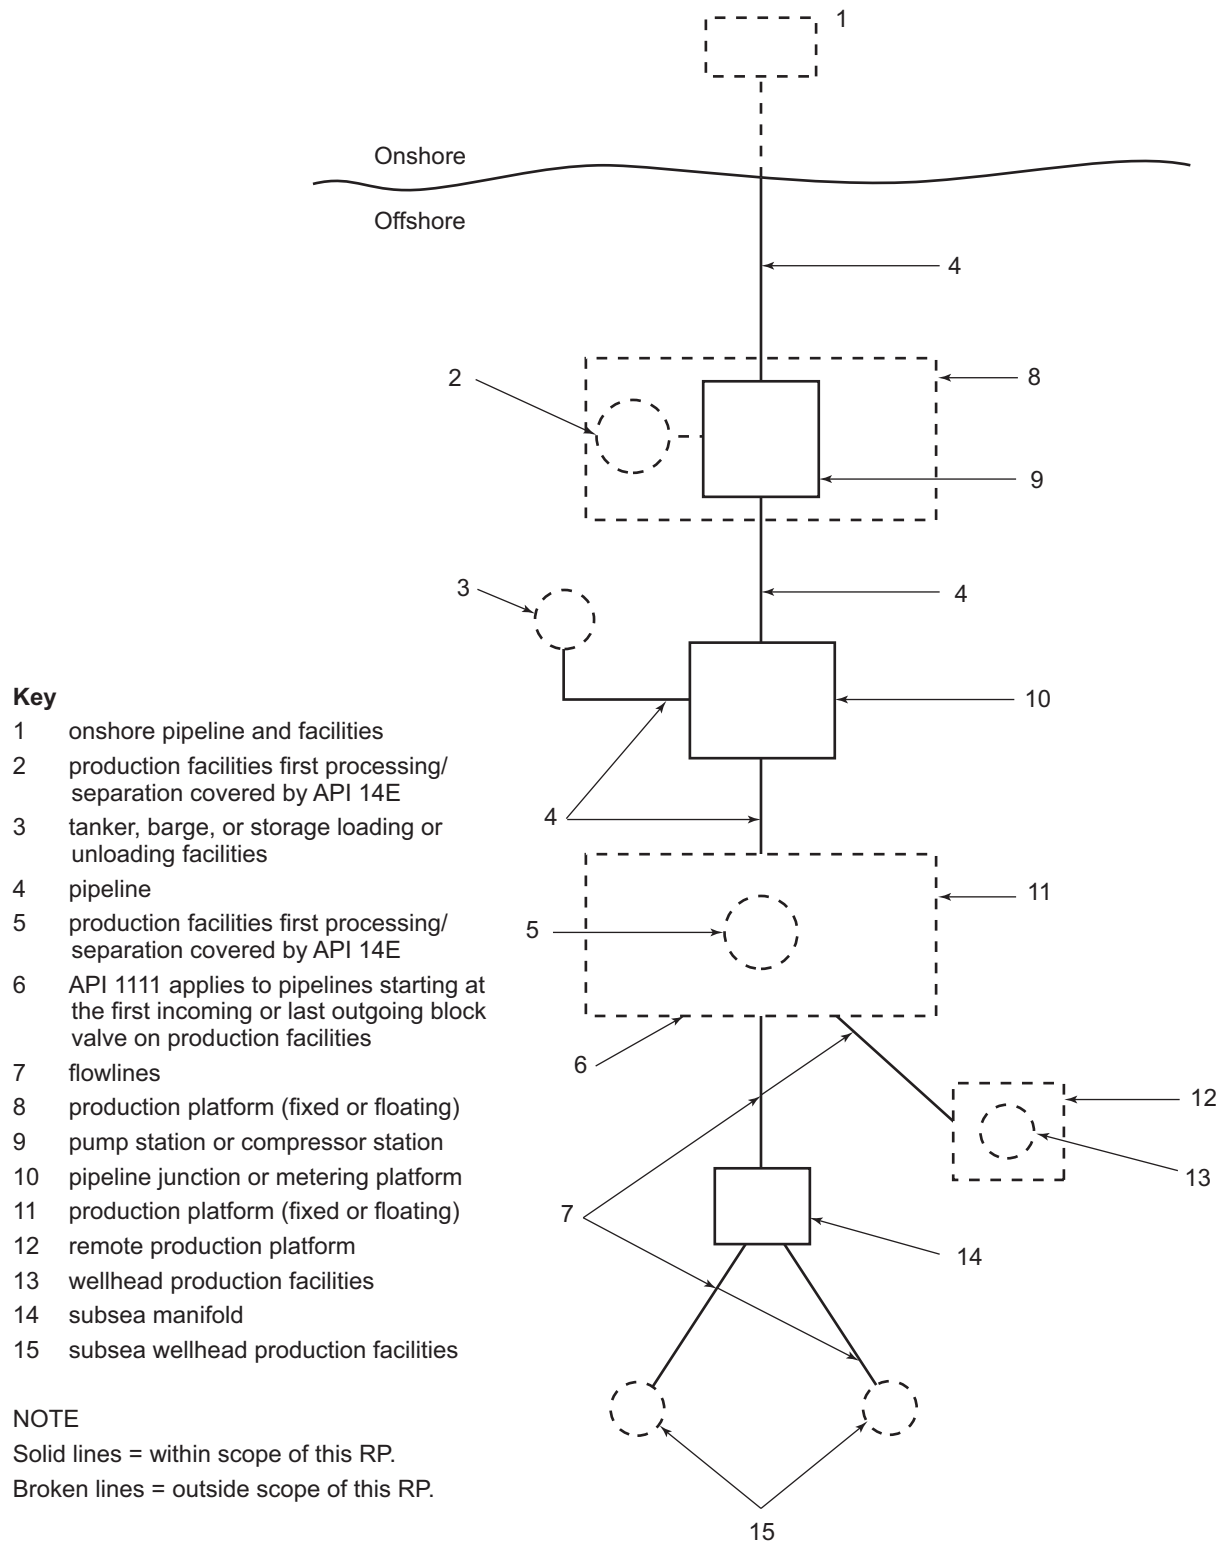 1
Onshore
Offshore
4
2
8
9
3
4
10
4
11
5
6
12
13
7
14
15
Key
1 onshore pipeline and facilities
2 production facilities first processing/
separation covered by API 14E
3 tanker, barge, or storage loading or
unloading facilities
4 pipeline
5 production facilities first processing/
separation covered by API 14E
6 API 1111 applies to pipelines starting at
the first incoming or last outgoing block
valve on production facilities
7 flowlines
8 production platform (fixed or floating)
9 pump station or compressor station
10 pipeline junction or metering platform
11 production platform (fixed or floating)
12 remote production platform
13 wellhead production facilities
14 subsea manifold
15 subsea wellhead production facilities
NOTE
Solid lines = within scope of this RP.
Broken lines = outside scope of this RP.